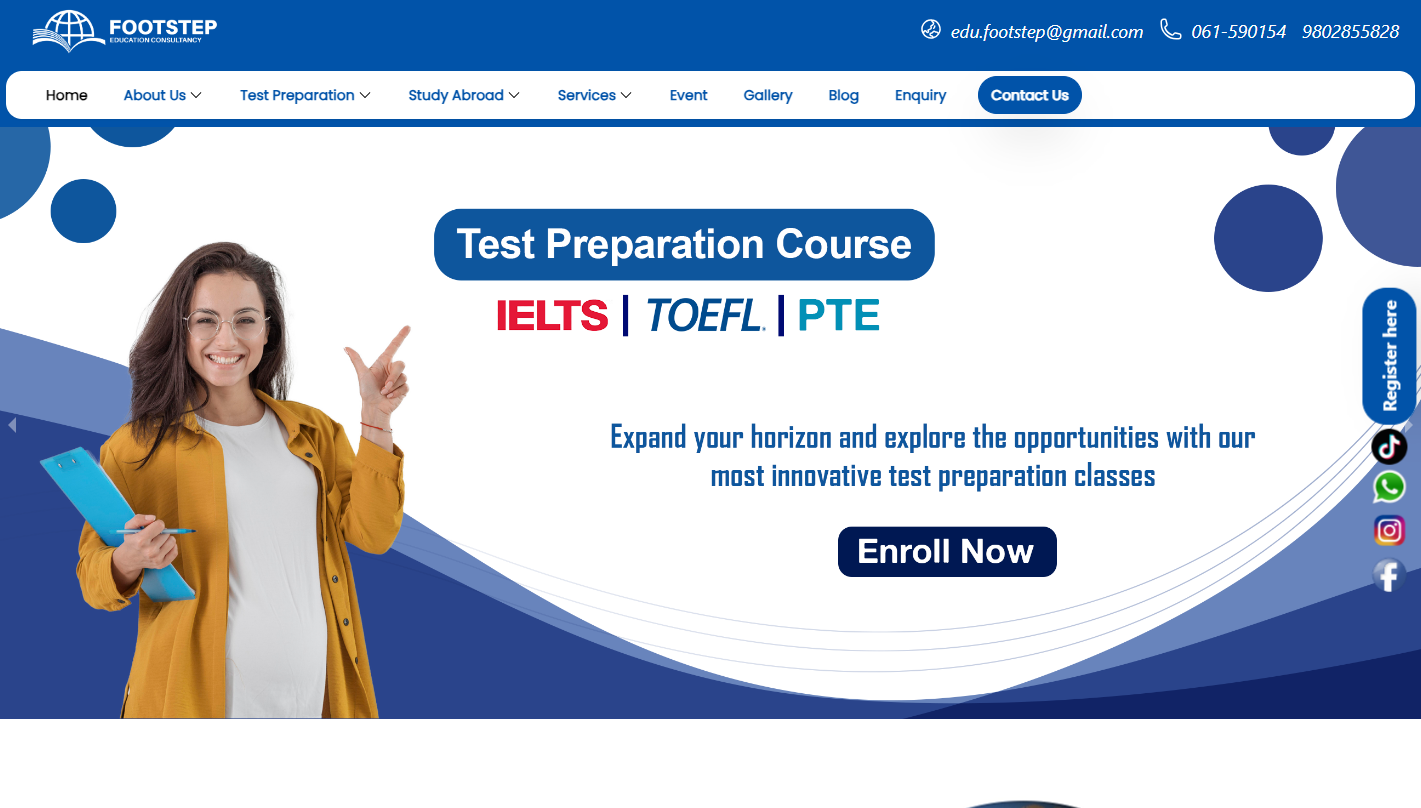 FOOTSTEP
EDUCATION CONSULTANCY
edu.footstep@gmail.com 061-590154 9802855828
Home About Us Test Preparation Study Abroad Services Event Gallery Blog Enquiry Contact Us
Test Preparation Course
IELTS | TOEFL. | PTE
Register here
Expand your horizon and explore the opportunities with our
most innovative test preparation classes
Enroll Now